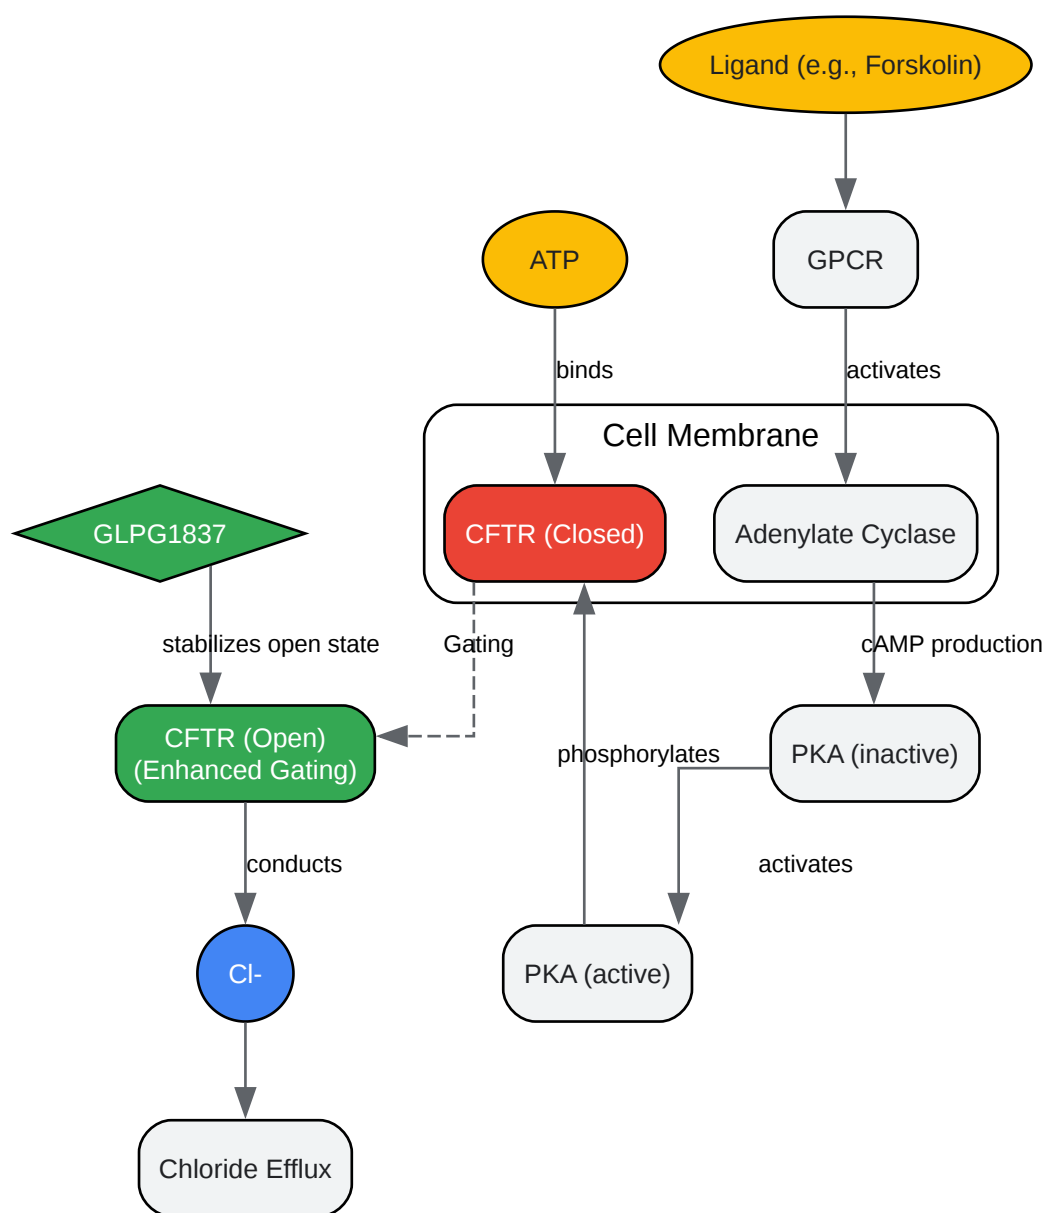 Ligand (e.g., Forskolin)
ATP
GPCR
binds
activates
Cell Membrane
GLPG1837
CFTR (Closed)
Adenylate Cyclase
stabilizes open state
Gating
cAMP production
CFTR (Open)
(Enhanced Gating)
phosphorylates
PKA (inactive)
conducts
activates
Cl-
PKA (active)
Chloride Efflux